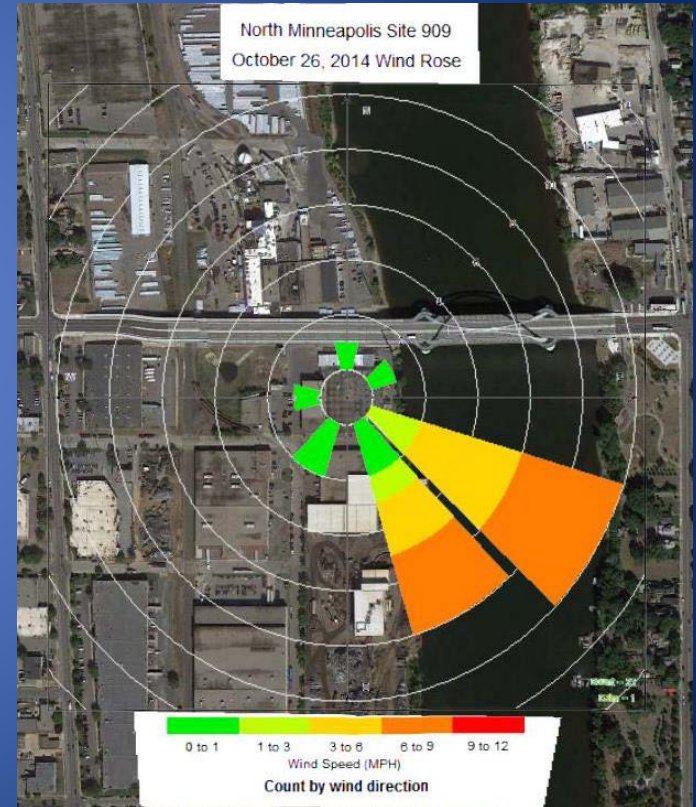 North Minneapolis Site 909
October 26, 2014 Wind Rose
0 to 1
1 to 3
3 to 6
6 to 9
9 to 12
Wind Speed (MPH)
Count by wind direction